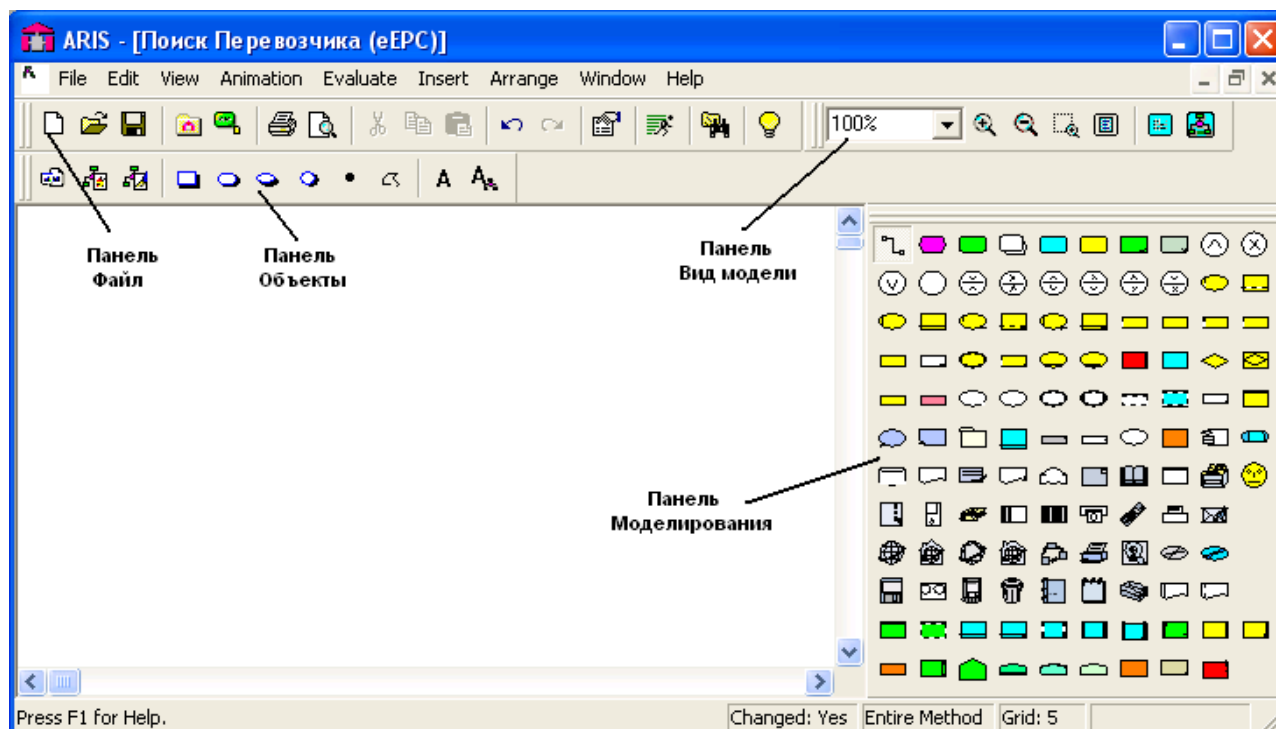 ARIS - [Поиск Перевозчика (eEPC)]
File Edit View Animation Evaluate Insert Arrange Window Help
100%
A A
Панель
Файл
Панель
Объекты
Панель
Вид модели
Панель
Моделирования
Press F1 for Help.
Changed: Yes Entire Method Grid: 5